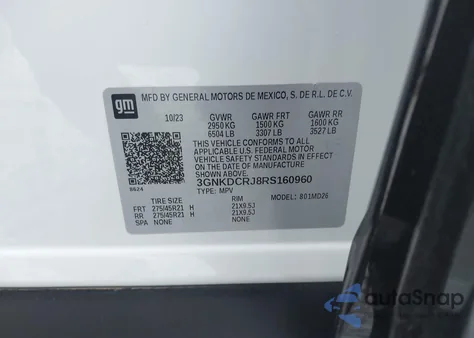 gm
MFD BY GENERAL MOTORS DE MEXICO, S. DE R.L. DE C.V.
10/23 GVWR GAWR FRT GAWR RR
2950 KG 1500 KG 1600 KG
6504 LB 3307 LB 3527 LB
THIS VEHICLE CONFORMS TO ALL APPLICABLE
U.S. FEDERAL MOTOR VEHICLE SAFETY
STANDARDS IN EFFECT ON THE
DATE OF MANUFACTURE SHOWN ABOVE.
3GNKDCRJ8RS160960
0624
TYPE: MPV MODEL: 801MD26
TIRE SIZE RIM
FRT 275/45R21 H 21X9.5J
RR 275/45R21 H 21X9.5J
SPA NONE NONE
autoSnap